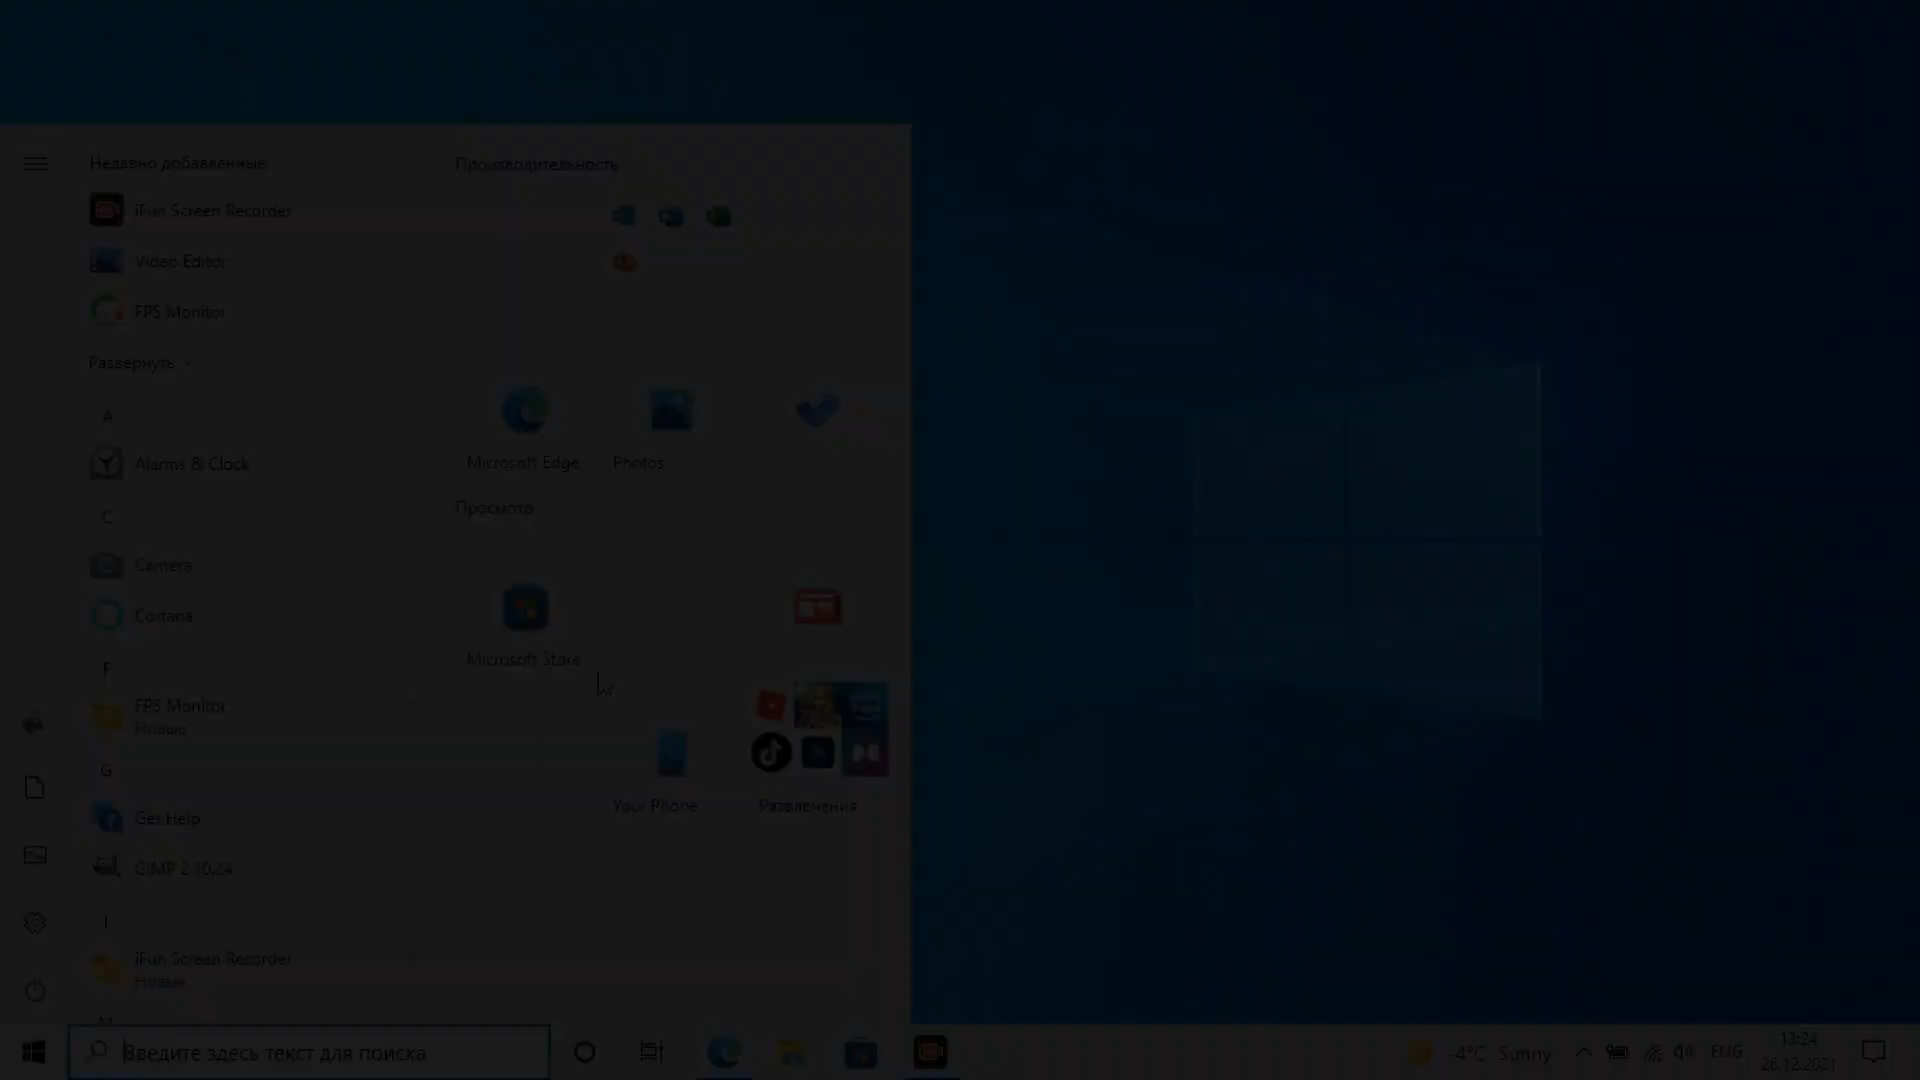 Недавно добавленные
iFun Screen Recorder
Video Editor
FPS Monitor
Развернуть
A
Alarms & Clock
C
Camera
Cortana
F
FPS Monitor
Новые
G
Get Help
GIMP 2.10.24
I
iFun Screen Recorder
Новые
M
Производительность
Microsoft Edge
Photos
Просмотр
Microsoft Store
Your Phone
Развлечения
Введите здесь текст для поиска
-4°C Sunny
ENG
13:24
26.12.2021